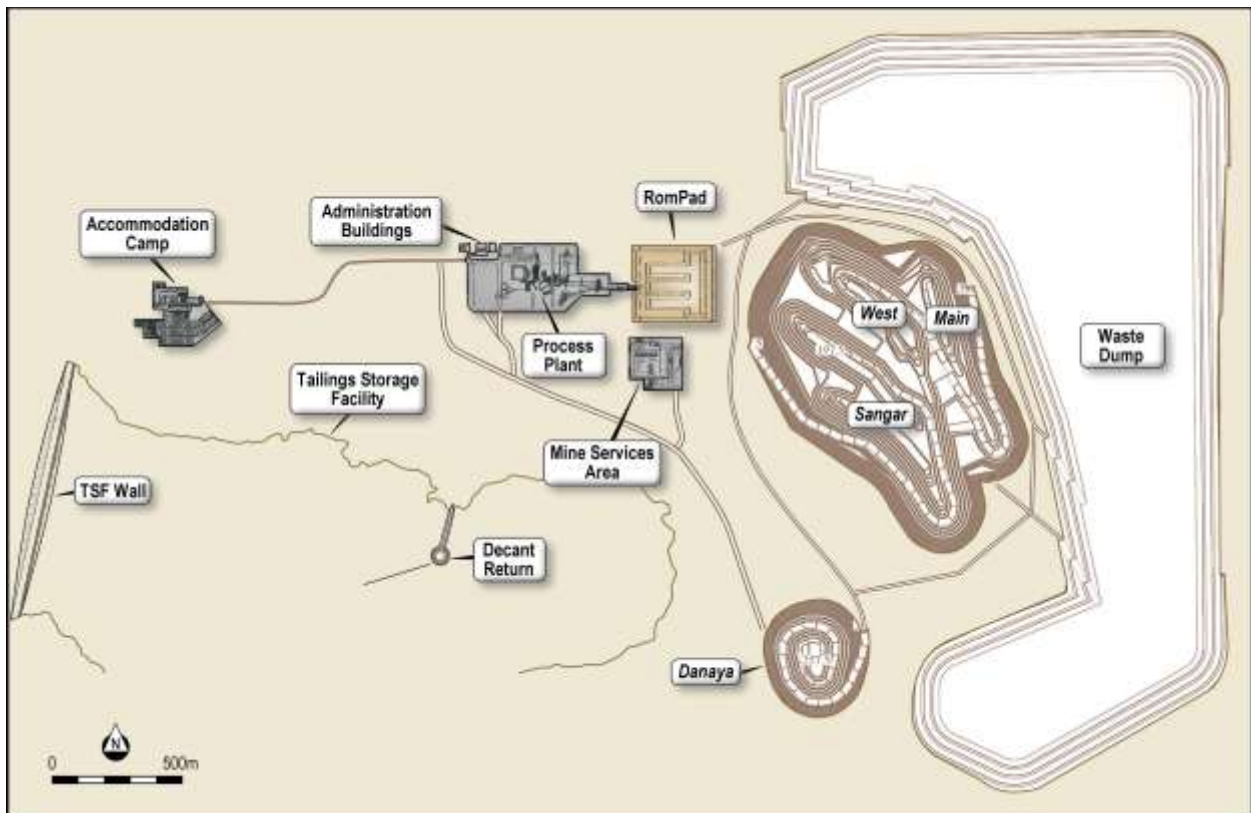 RomPad
Administration
Buildings
Accommodation
Camp
West
Main
Waste
Dump
Process
Plant
Tailings Storage
Facility
Sangar
Mine Services
Area
TSF Wall
Decant
Return
Danaya
N
0
500m